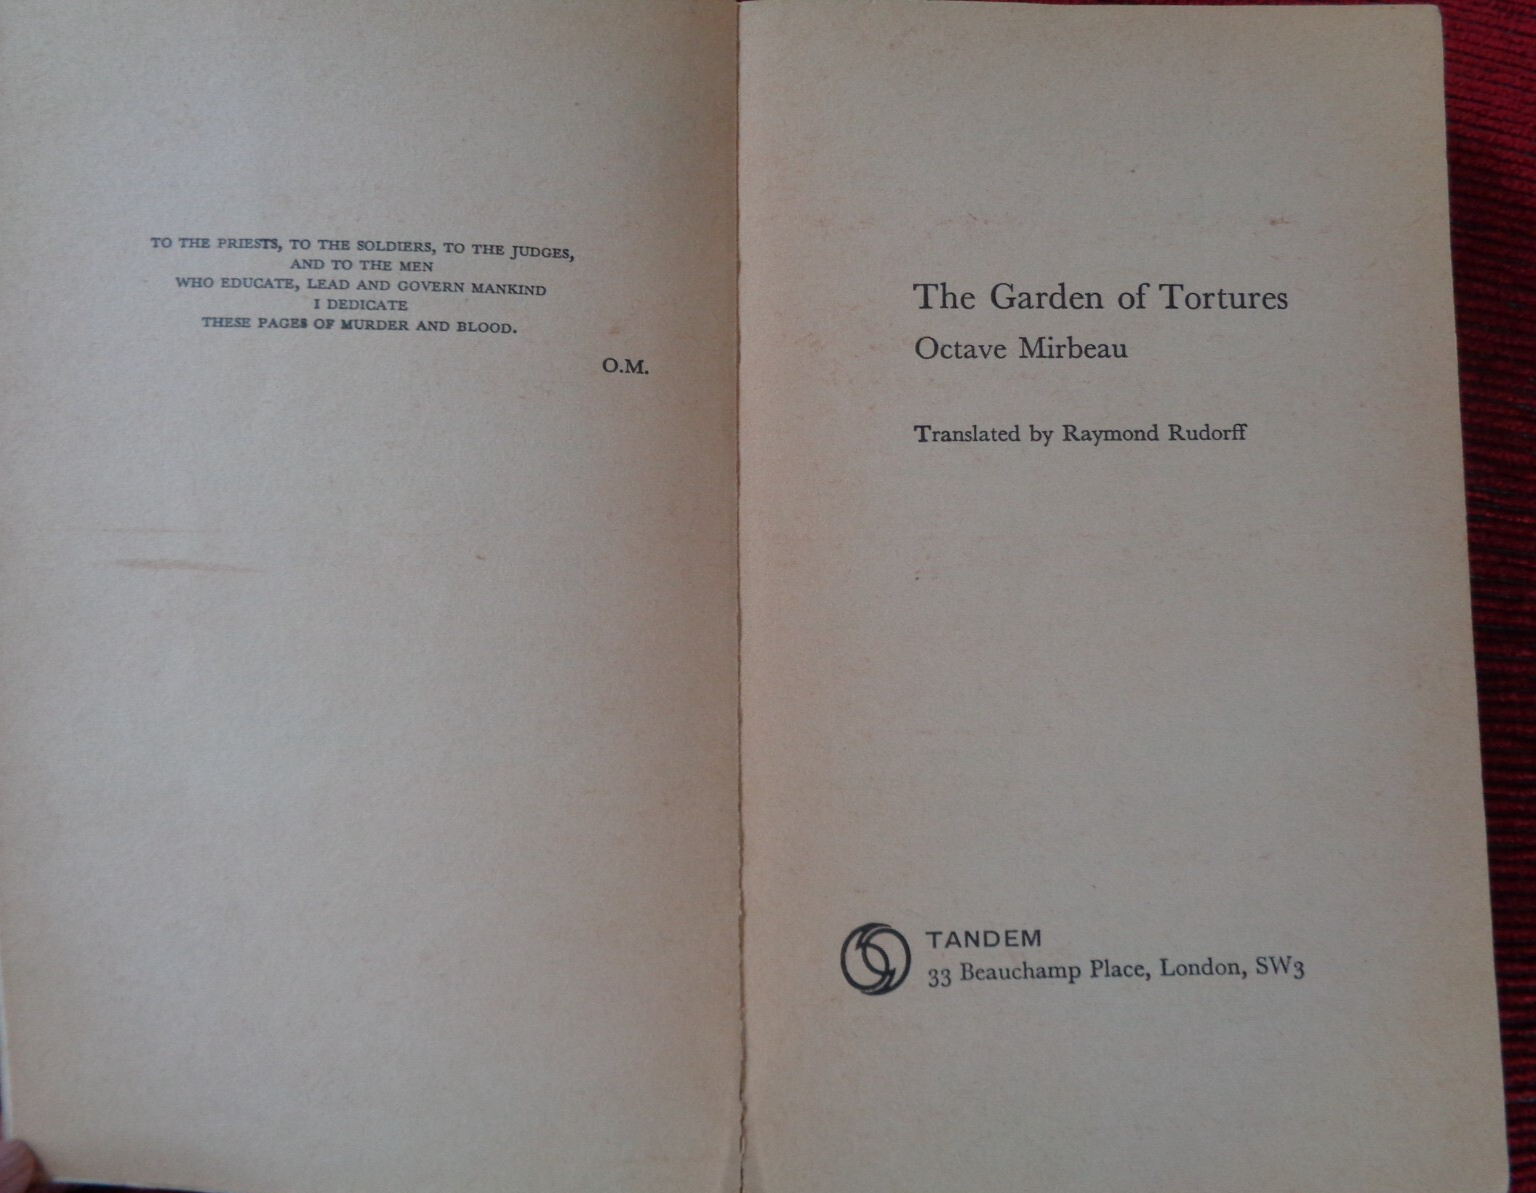 TO THE PRIESTS, TO THE SOLDIERS, TO THE JUDGES,
AND TO THE MEN
WHO EDUCATE, LEAD AND GOVERN MANKIND
I DEDICATE
THESE PAGES OF MURDER AND BLOOD.
O.M.
The Garden of Tortures
Octave Mirbeau
Translated by Raymond Rudorff
TANDEM
33 Beauchamp Place, London, SW3